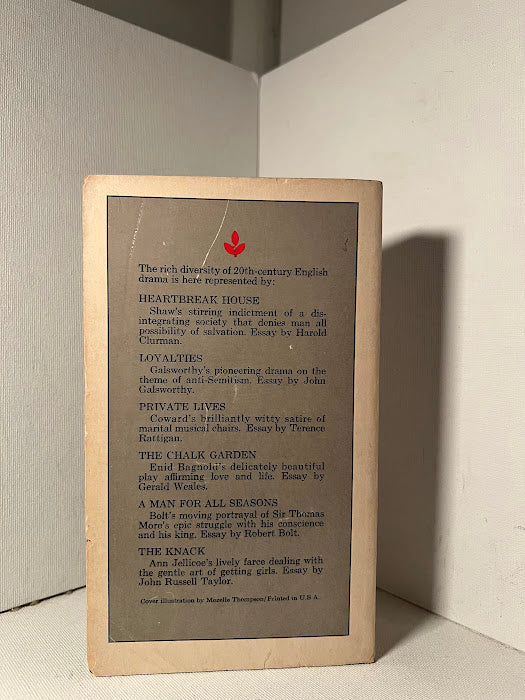 The rich diversity of 20th-century English
drama is here represented by:
HEARTBREAK HOUSE
Shaw's stirring indictment of a dis-
integrating society that denies man all
possibility of salvation. Essay by Harold
Clurman.
LOYALTIES
Galsworthy's pioneering drama on the
theme of anti-Semitism. Essay by John
Galsworthy.
PRIVATE LIVES
Coward's brilliantly witty satire of
marital musical chairs. Essay by Terence
Rattigan.
THE CHALK GARDEN
Enid Bagnold's delicately beautiful
play affirming love and life. Essay by
Gerald Weales.
A MAN FOR ALL SEASONS
Bolt's moving portrayal of Sir Thomas
More's epic struggle with his conscience
and his king. Essay by Robert Bolt.
THE KNACK
Ann Jellicoe's lively farce dealing with
the gentle art of getting girls. Essay by
John Russell Taylor.
Cover illustration by Mozelle Thompson/Printed in U.S.A.